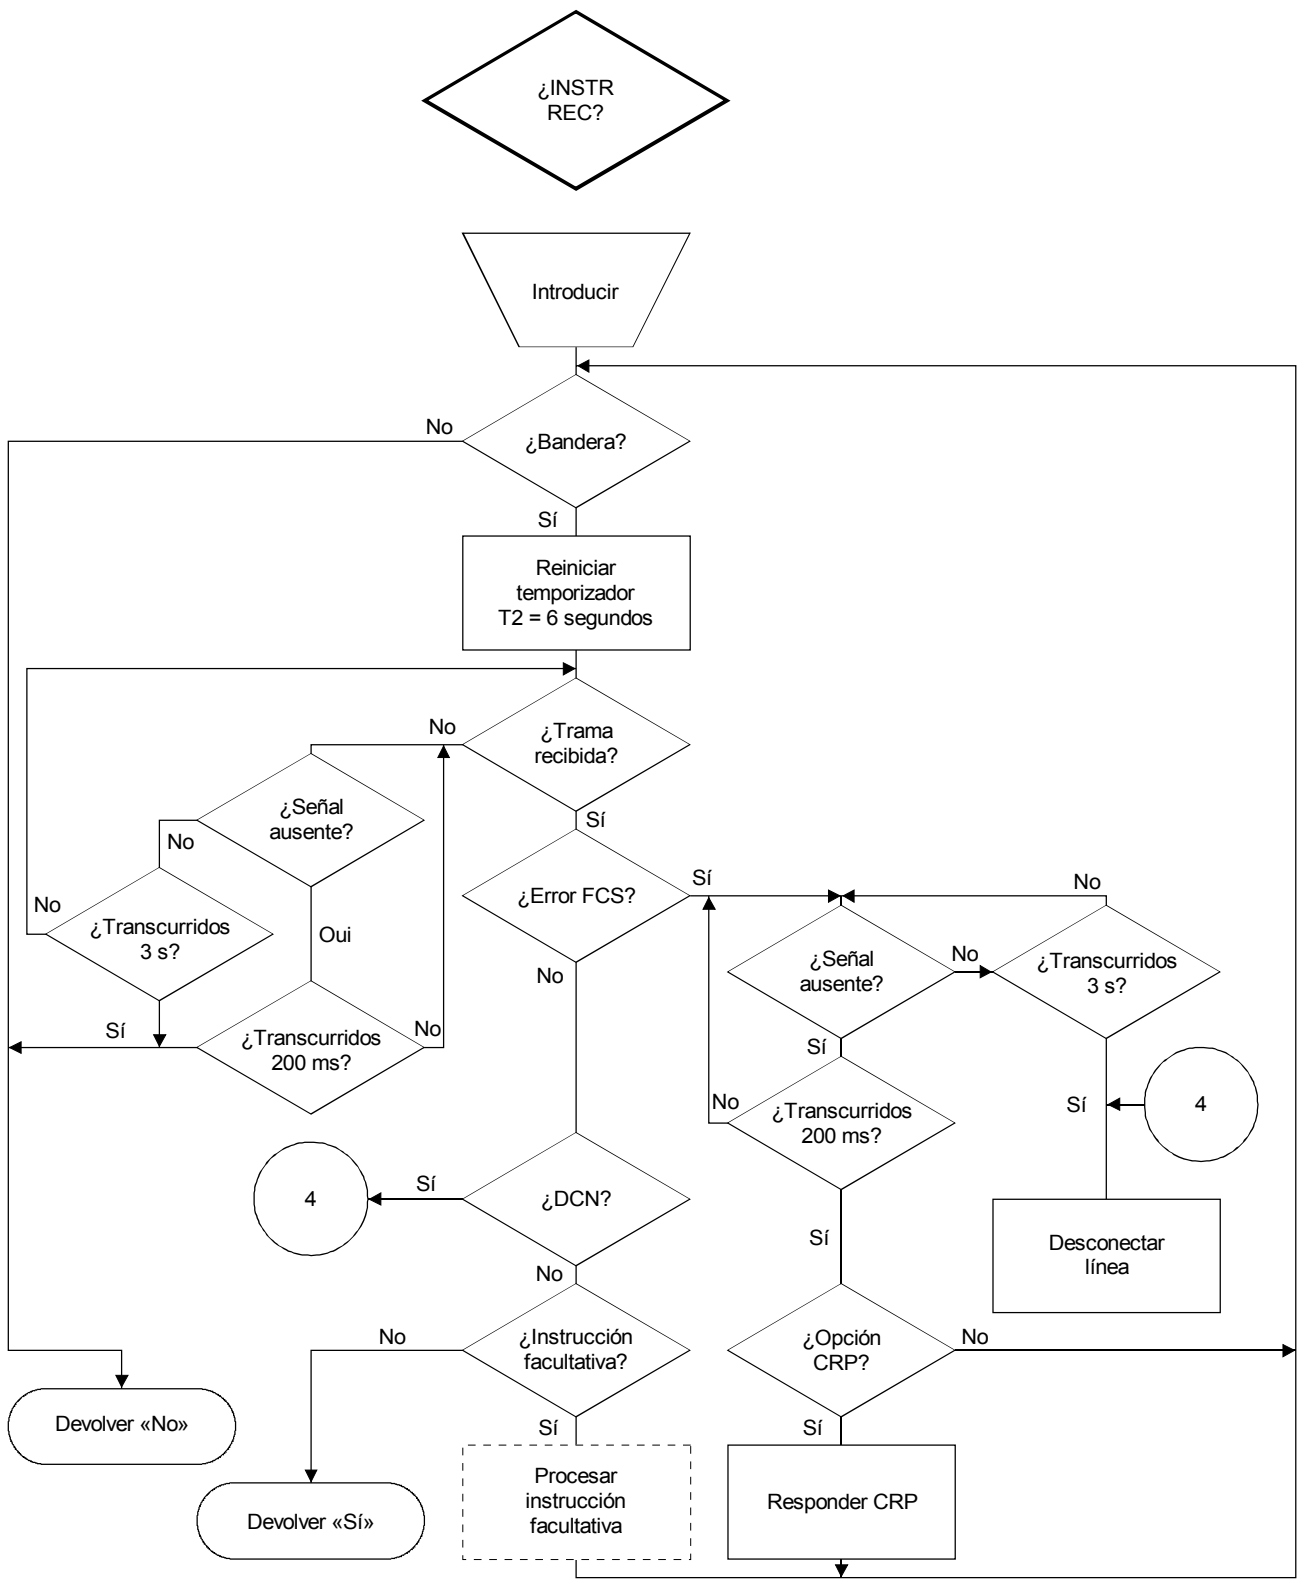 ¿INSTR
REC?
Introducir
No
¿Bandera?
Sí
Reiniciar
temporizador
T2 = 6 segundos
No
¿Trama
recibida?
¿Señal
ausente?
Sí
No
¿Error FCS?
Sí
No
No
¿Transcurridos
3 s?
Oui
No
¿Señal
ausente?
No
¿Transcurridos
3 s?
Sí
¿Transcurridos
200 ms?
No
Sí
No
¿Transcurridos
200 ms?
Sí
4
4
Sí
¿DCN?
Sí
Desconectar
línea
No
No
¿Instrucción
facultativa?
¿Opción
CRP?
No
Devolver «No»
Sí
Sí
Procesar
instrucción
facultativa
Responder CRP
Devolver «Sí»